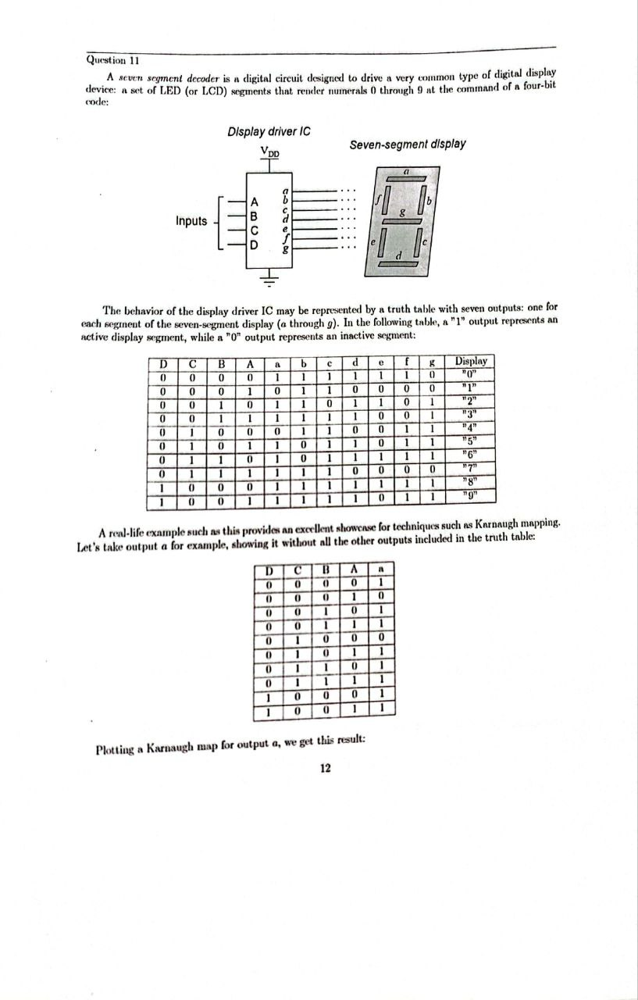 Question 11
A seven segment decoder is a digital circuit designed to drive a very common type of digital display
device: a set of LED (or LCD) segments that render numerals 0 through 9 at the command of a four-bit
code:
Display driver IC
Seven-segment display
VDD
Inputs
A
B
C
D
a
b
c
d
e
f
g
. . .
. . .
. . .
. . .
. . .
. . .
. . .
a
f
b
g
e
c
d
The behavior of the display driver IC may be represented by a truth table with seven outputs: one for
each segment of the seven-segment display (a through g). In the following table, a "1" output represents an
active display segment, while a "0" output represents an inactive segment:
D C B A a b c d e f g Display
0 0 0 0 1 1 1 1 1 1 0 "0"
0 0 0 1 0 1 1 0 0 0 0 "1"
0 0 1 0 1 1 0 1 1 0 1 "2"
0 0 1 1 1 1 1 1 0 0 1 "3"
0 1 0 0 0 1 1 0 0 1 1 "4"
0 1 0 1 1 0 1 1 0 1 1 "5"
0 1 1 0 1 0 1 1 1 1 1 "6"
0 1 1 1 1 1 1 0 0 0 0 "7"
1 0 0 0 1 1 1 1 1 1 1 "8"
1 0 0 1 1 1 1 1 0 1 1 "9"
A real-life example such as this provides an excellent showcase for techniques such as Karnaugh mapping.
Let's take output a for example, showing it without all the other outputs included in the truth table:
D C B A a
0 0 0 0 1
0 0 0 1 0
0 0 1 0 1
0 0 1 1 1
0 1 0 0 0
0 1 0 1 1
0 1 1 0 1
0 1 1 1 1
1 0 0 0 1
1 0 0 1 1
Plotting a Karnaugh map for output a, we get this result:
12